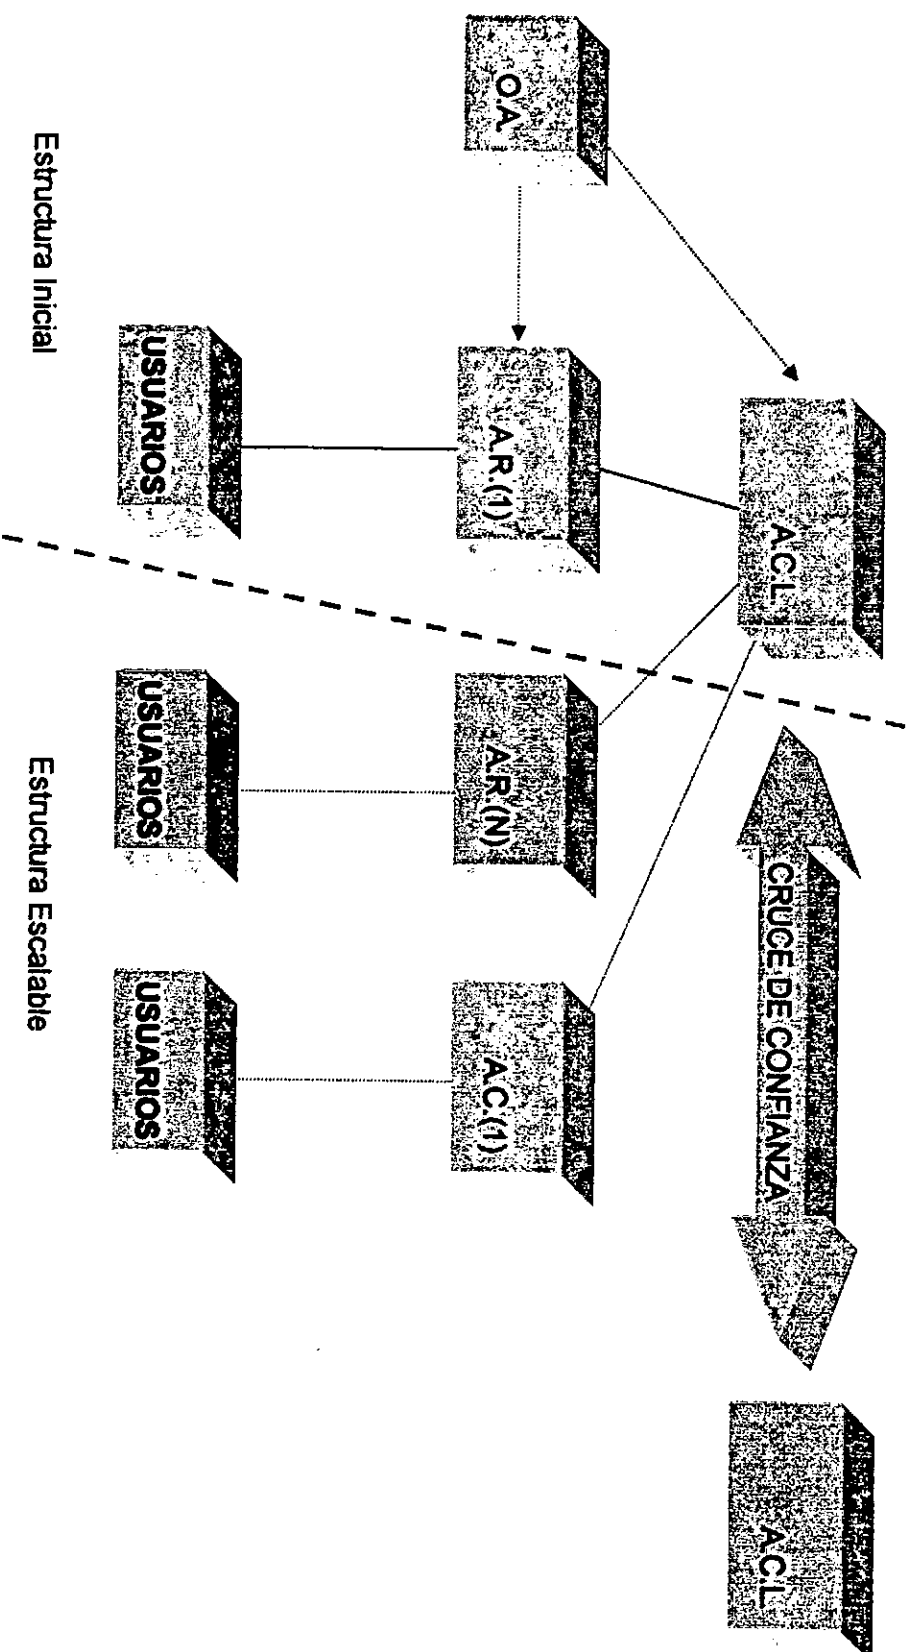 A.C.L.
CRUCE DE CONFIANZA
A.C.L.
O.A.
A.R.(1)
A.R.(N)
A.C.(1)
USUARIOS
USUARIOS
USUARIOS
Estructura Inicial
Estructura Escalable